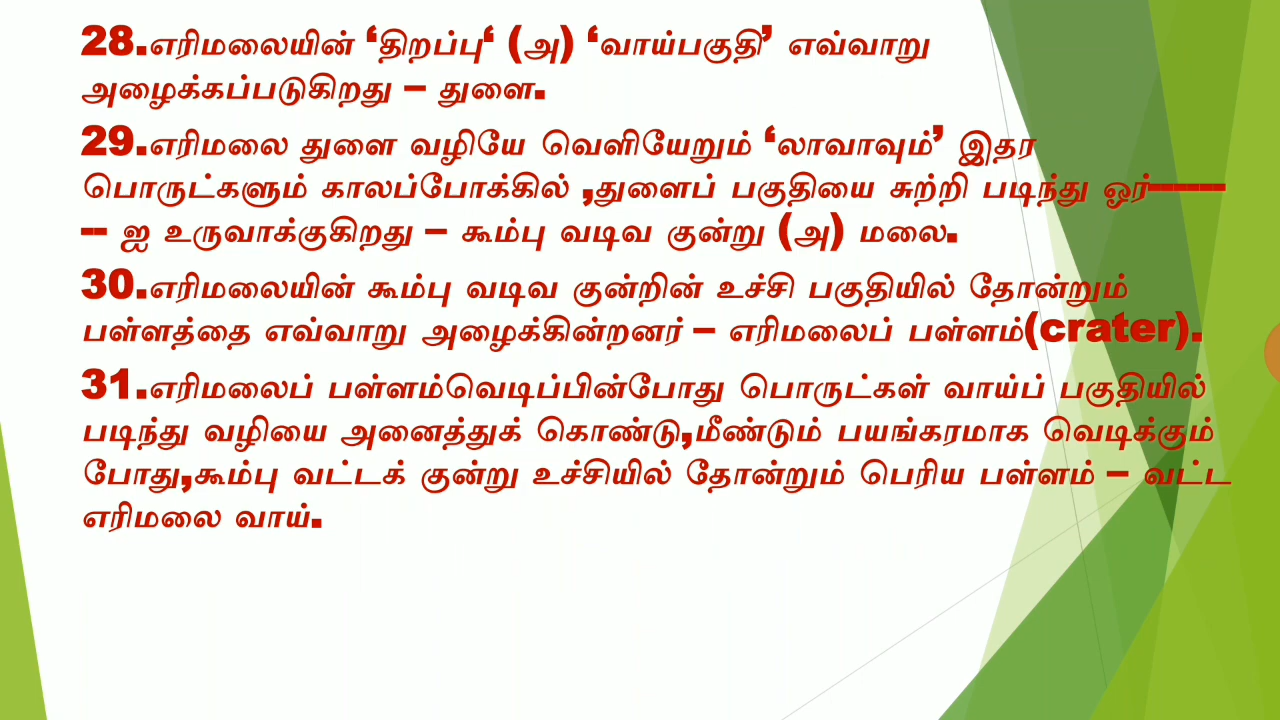 28.எரிமலையின் ‘திறப்பு‘ (அ) ‘வாய்பகுதி’ எவ்வாறு
அழைக்கப்படுகிறது – துளை.
29.எரிமலை துளை வழியே வெளியேறும் ‘லாவாவும்’ இதர
பொருட்களும் காலப்போக்கில் ,துளைப் பகுதியை சுற்றி படிந்து ஓர்------
-- ஐ உருவாக்குகிறது – கூம்பு வடிவ குன்று (அ) மலை.
30.எரிமலையின் கூம்பு வடிவ குன்றின் உச்சி பகுதியில் தோன்றும்
பள்ளத்தை எவ்வாறு அழைக்கின்றனர் – எரிமலைப் பள்ளம்(crater).
31.எரிமலைப் பள்ளம்வெடிப்பின்போது பொருட்கள் வாய்ப் பகுதியில்
படிந்து வழியை அனைத்துக் கொண்டு,மீண்டும் பயங்கரமாக வெடிக்கும்
போது,கூம்பு வட்டக் குன்று உச்சியில் தோன்றும் பெரிய பள்ளம் – வட்ட
எரிமலை வாய்.